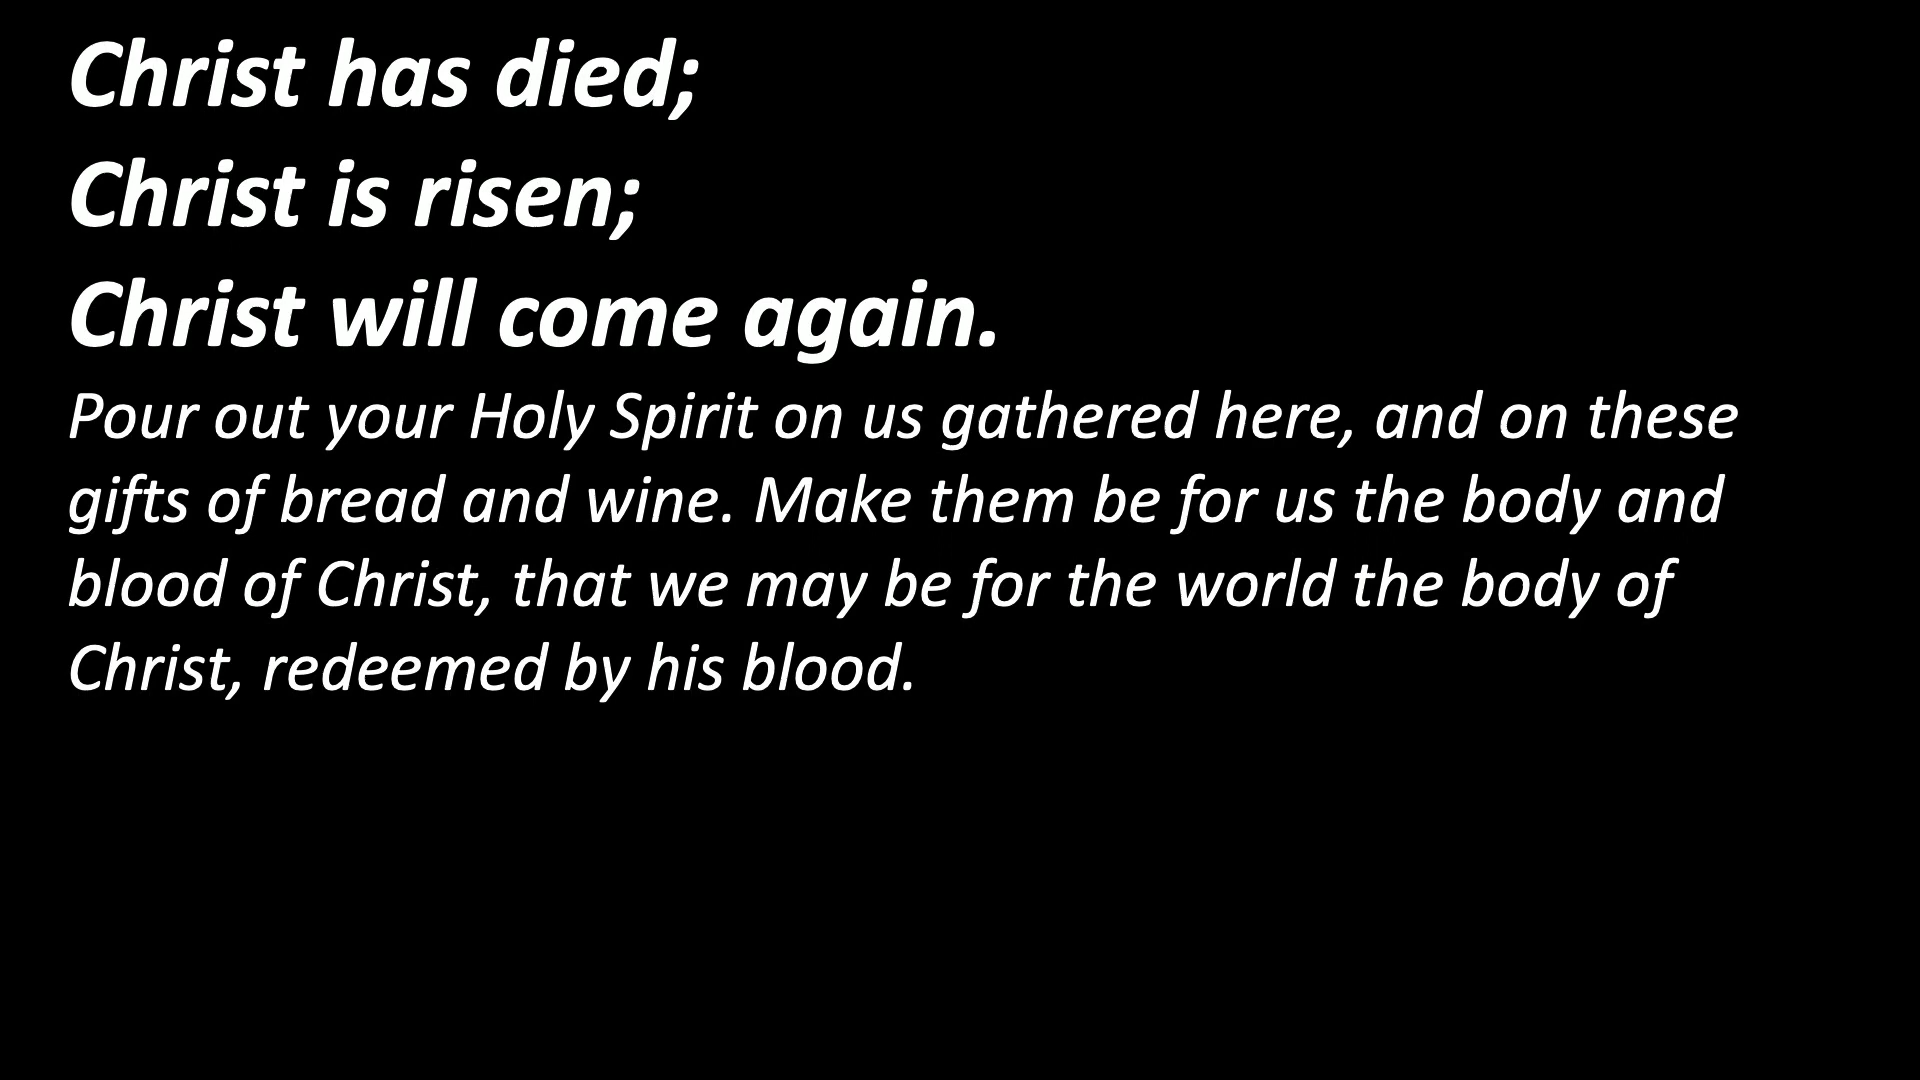 Christ has died;
Christ is risen;
Christ will come again.
Pour out your Holy Spirit on us gathered here, and on these
gifts of bread and wine. Make them be for us the body and
blood of Christ, that we may be for the world the body of
Christ, redeemed by his blood.